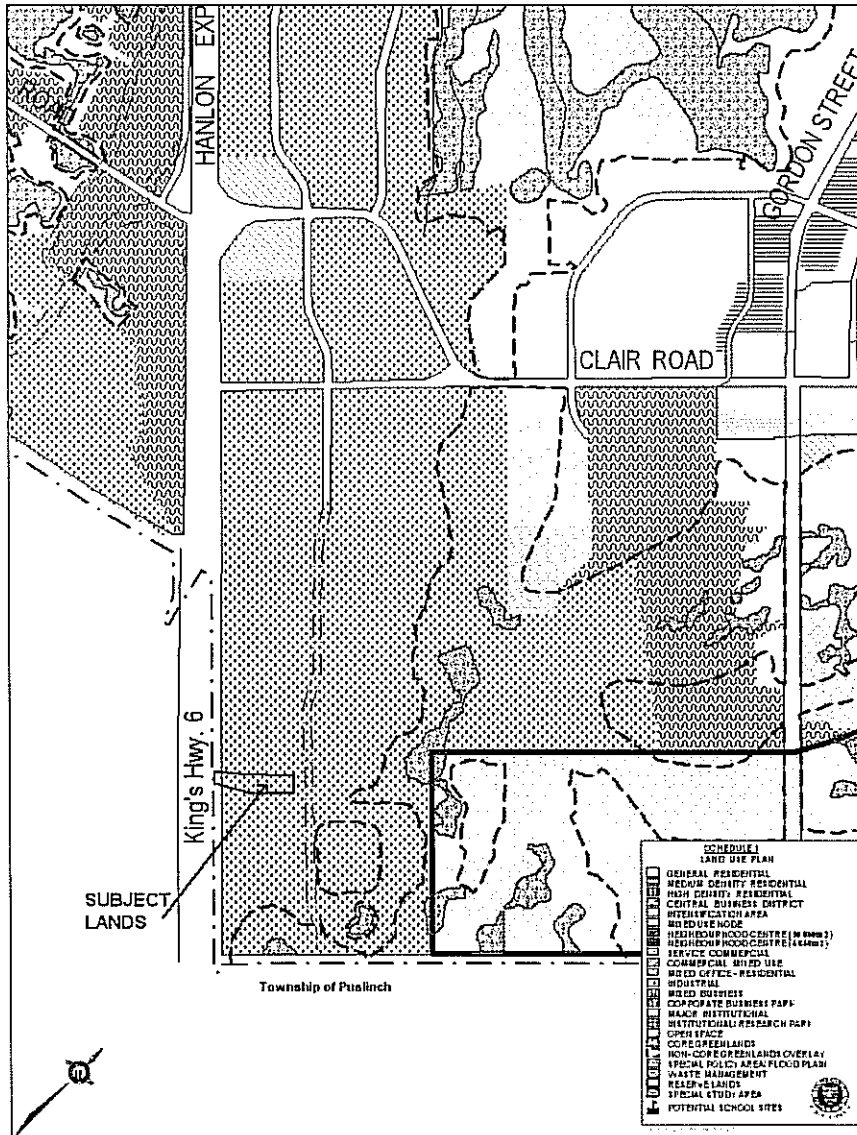 HANLON EXP
ROAD
GORDON STREET
CLAIR ROAD
King's Hwy. 6
SUBJECT
LANDS
Township of Puslinch
SCHEDULE 1
LAND USE PLAN
GENERAL RESIDENTIAL
MEDIUM DENSITY RESIDENTIAL
HIGH DENSITY RESIDENTIAL
CENTRAL BUSINESS DISTRICT
INTENSIFICATION AREA
MIXED USE NODE
NEIGHBOURHOOD CENTRE
NEIGHBOURHOOD CENTRE
SERVICE COMMERCIAL
COMMERCIAL MIXED USE
MIXED OFFICE - RESIDENTIAL
INDUSTRIAL
MIXED BUSINESS
CORPORATE BUSINESS PARK
MAJOR INSTITUTIONAL
INSTITUTIONAL/RESEARCH PARK
OPEN SPACE
CORE GREENLANDS
NON-CORE GREENLANDS OVERLAY
SPECIAL POLICY AREA/FLOOD PLAIN
WASTE MANAGEMENT
RESERVE LANDS
SPECIAL STUDY AREA
POTENTIAL SCHOOL SITES